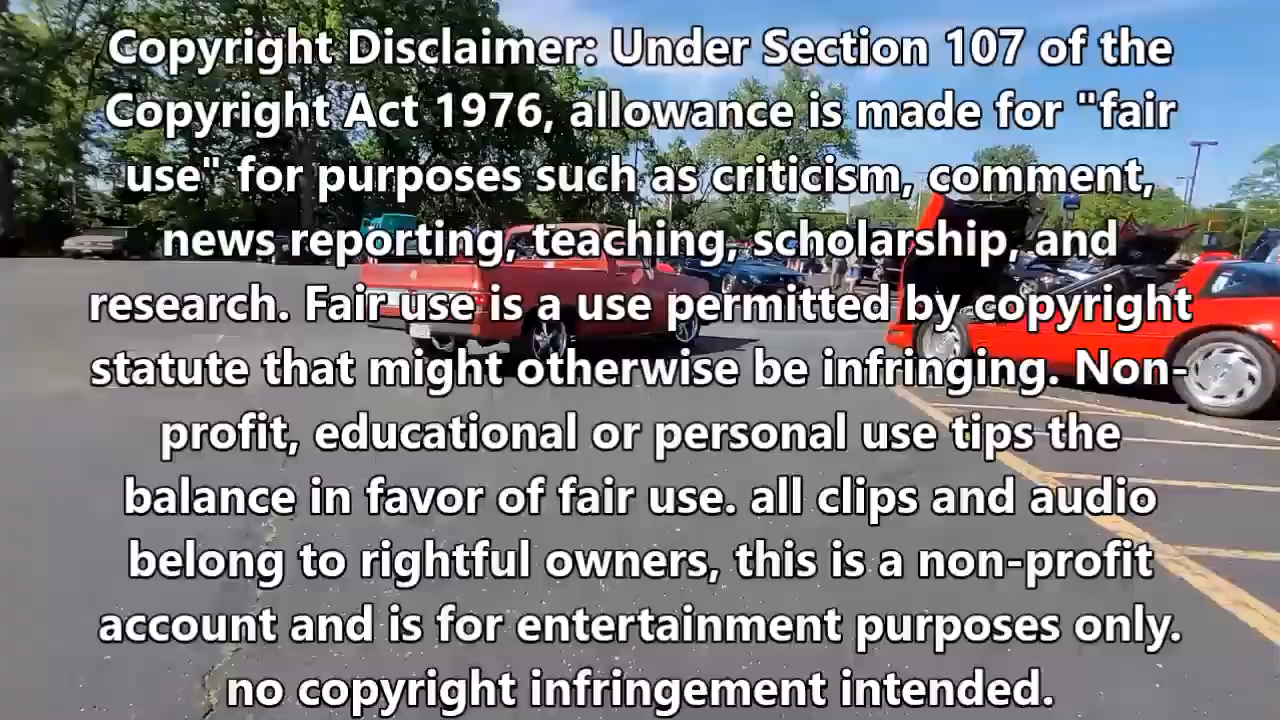 Copyright Disclaimer: Under Section 107 of the
Copyright Act 1976, allowance is made for "fair
use" for purposes such as criticism, comment,
news reporting, teaching, scholarship, and
research. Fair use is a use permitted by copyright
statute that might otherwise be infringing. Non-
profit, educational or personal use tips the
balance in favor of fair use. all clips and audio
belong to rightful owners, this is a non-profit
account and is for entertainment purposes only.
no copyright infringement intended.